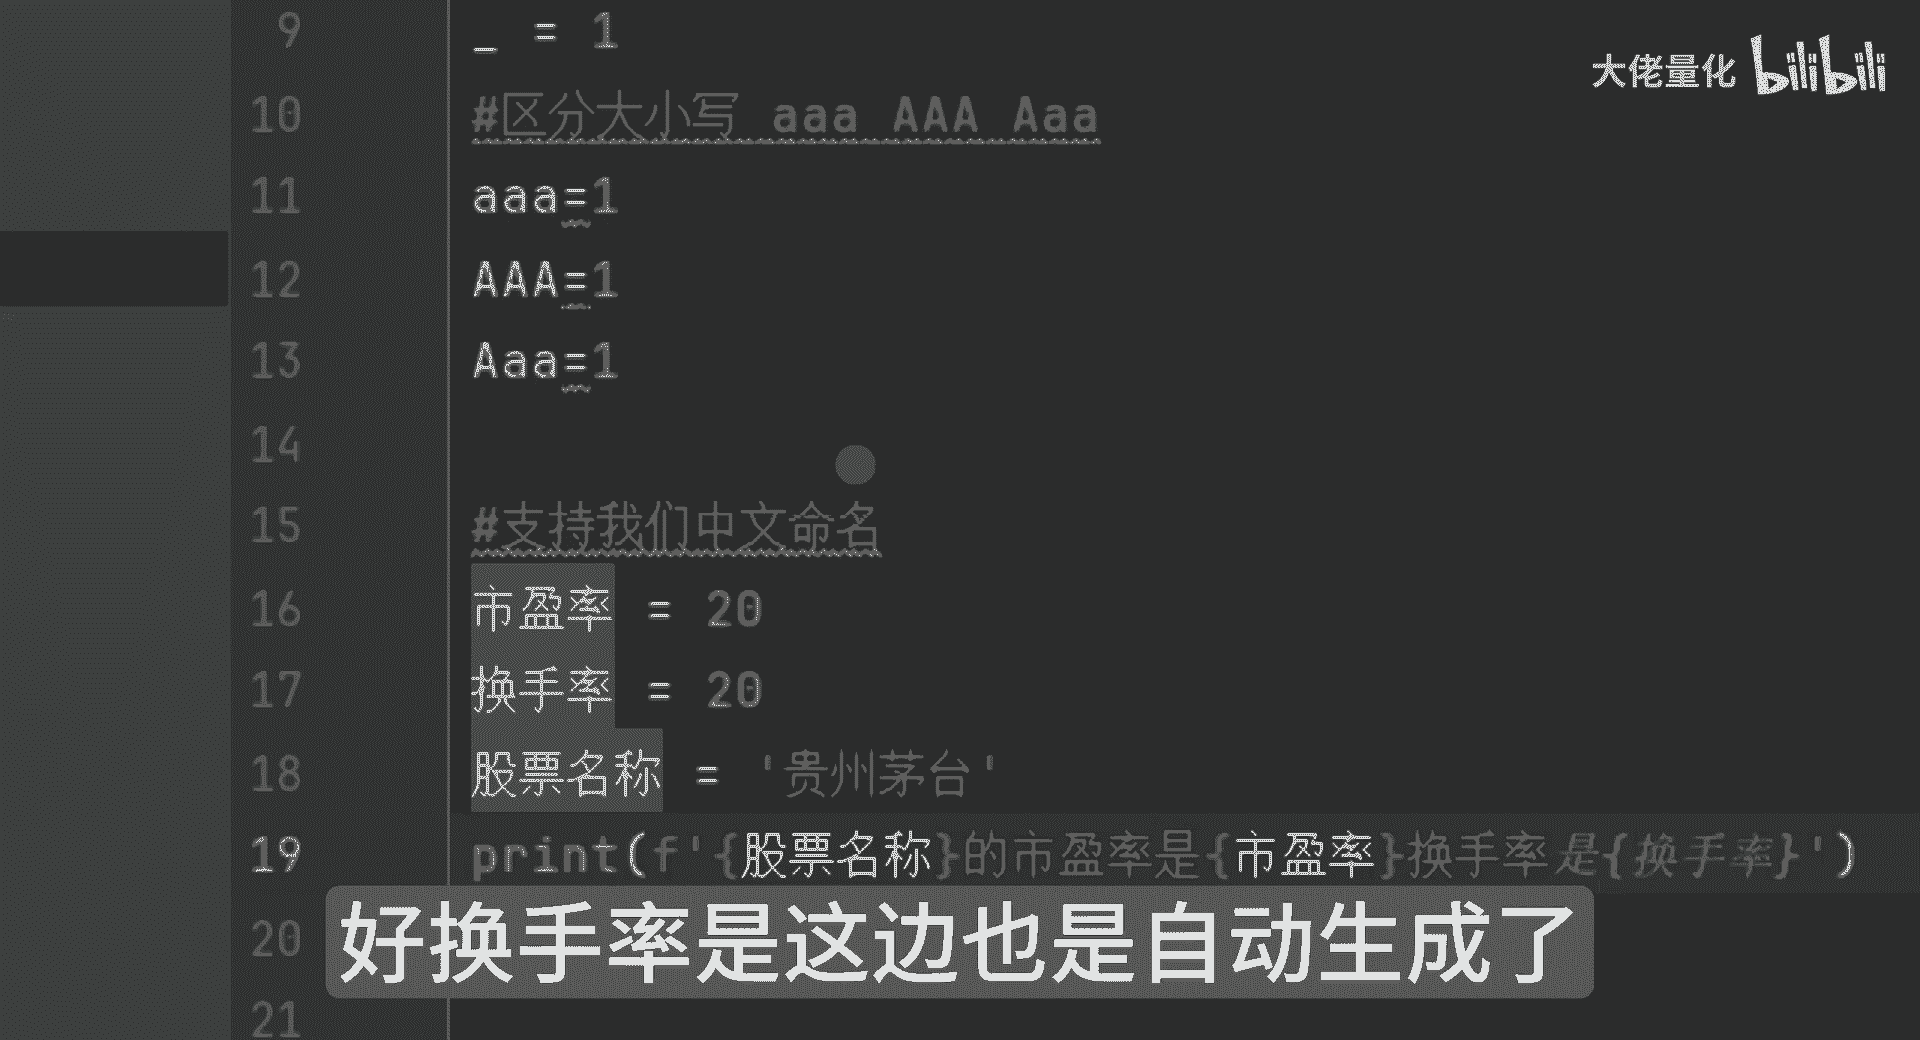 9 _ = 1
大佬量化 bilibili
10 #区分大小写 aaa AAA Aaa
11 aaa=1
12 AAA=1
13 Aaa=1
14
15 #支持我们中文命名
16 市盈率 = 20
17 换手率 = 20
18 股票名称 = '贵州茅台'
19 print(f'{股票名称}的市盈率是{市盈率}换手率是{换手率}')
20
好换手率是这边也是自动生成了
21